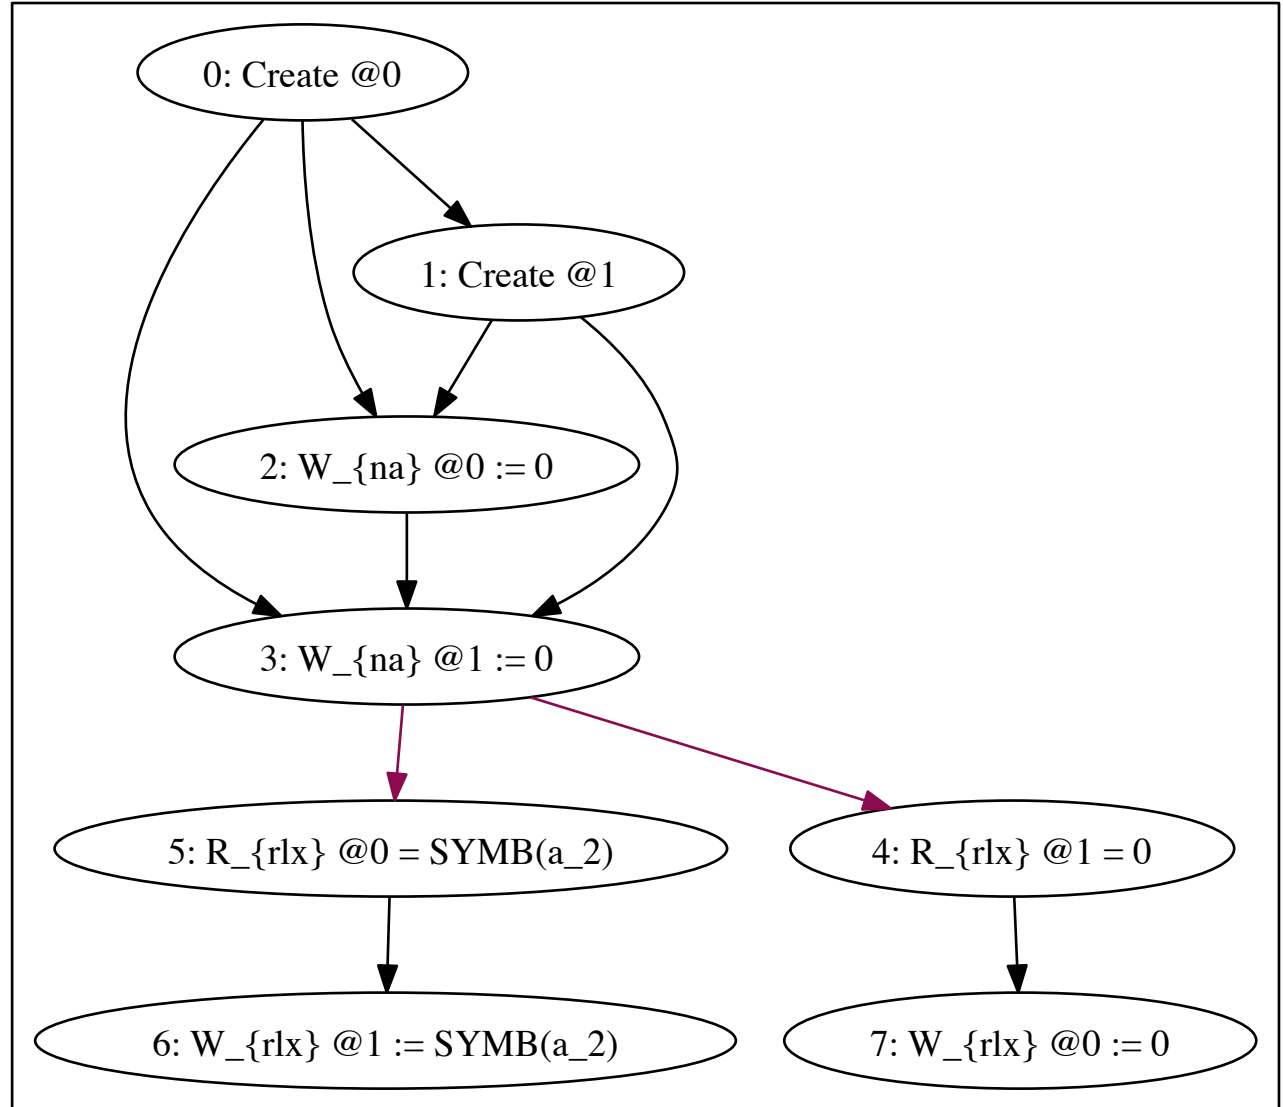 0: Create @0
1: Create @1
2: W_{na} @0 := 0
3: W_{na} @1 := 0
5: R_{rlx} @0 = SYMB(a_2)
4: R_{rlx} @1 = 0
6: W_{rlx} @1 := SYMB(a_2)
7: W_{rlx} @0 := 0